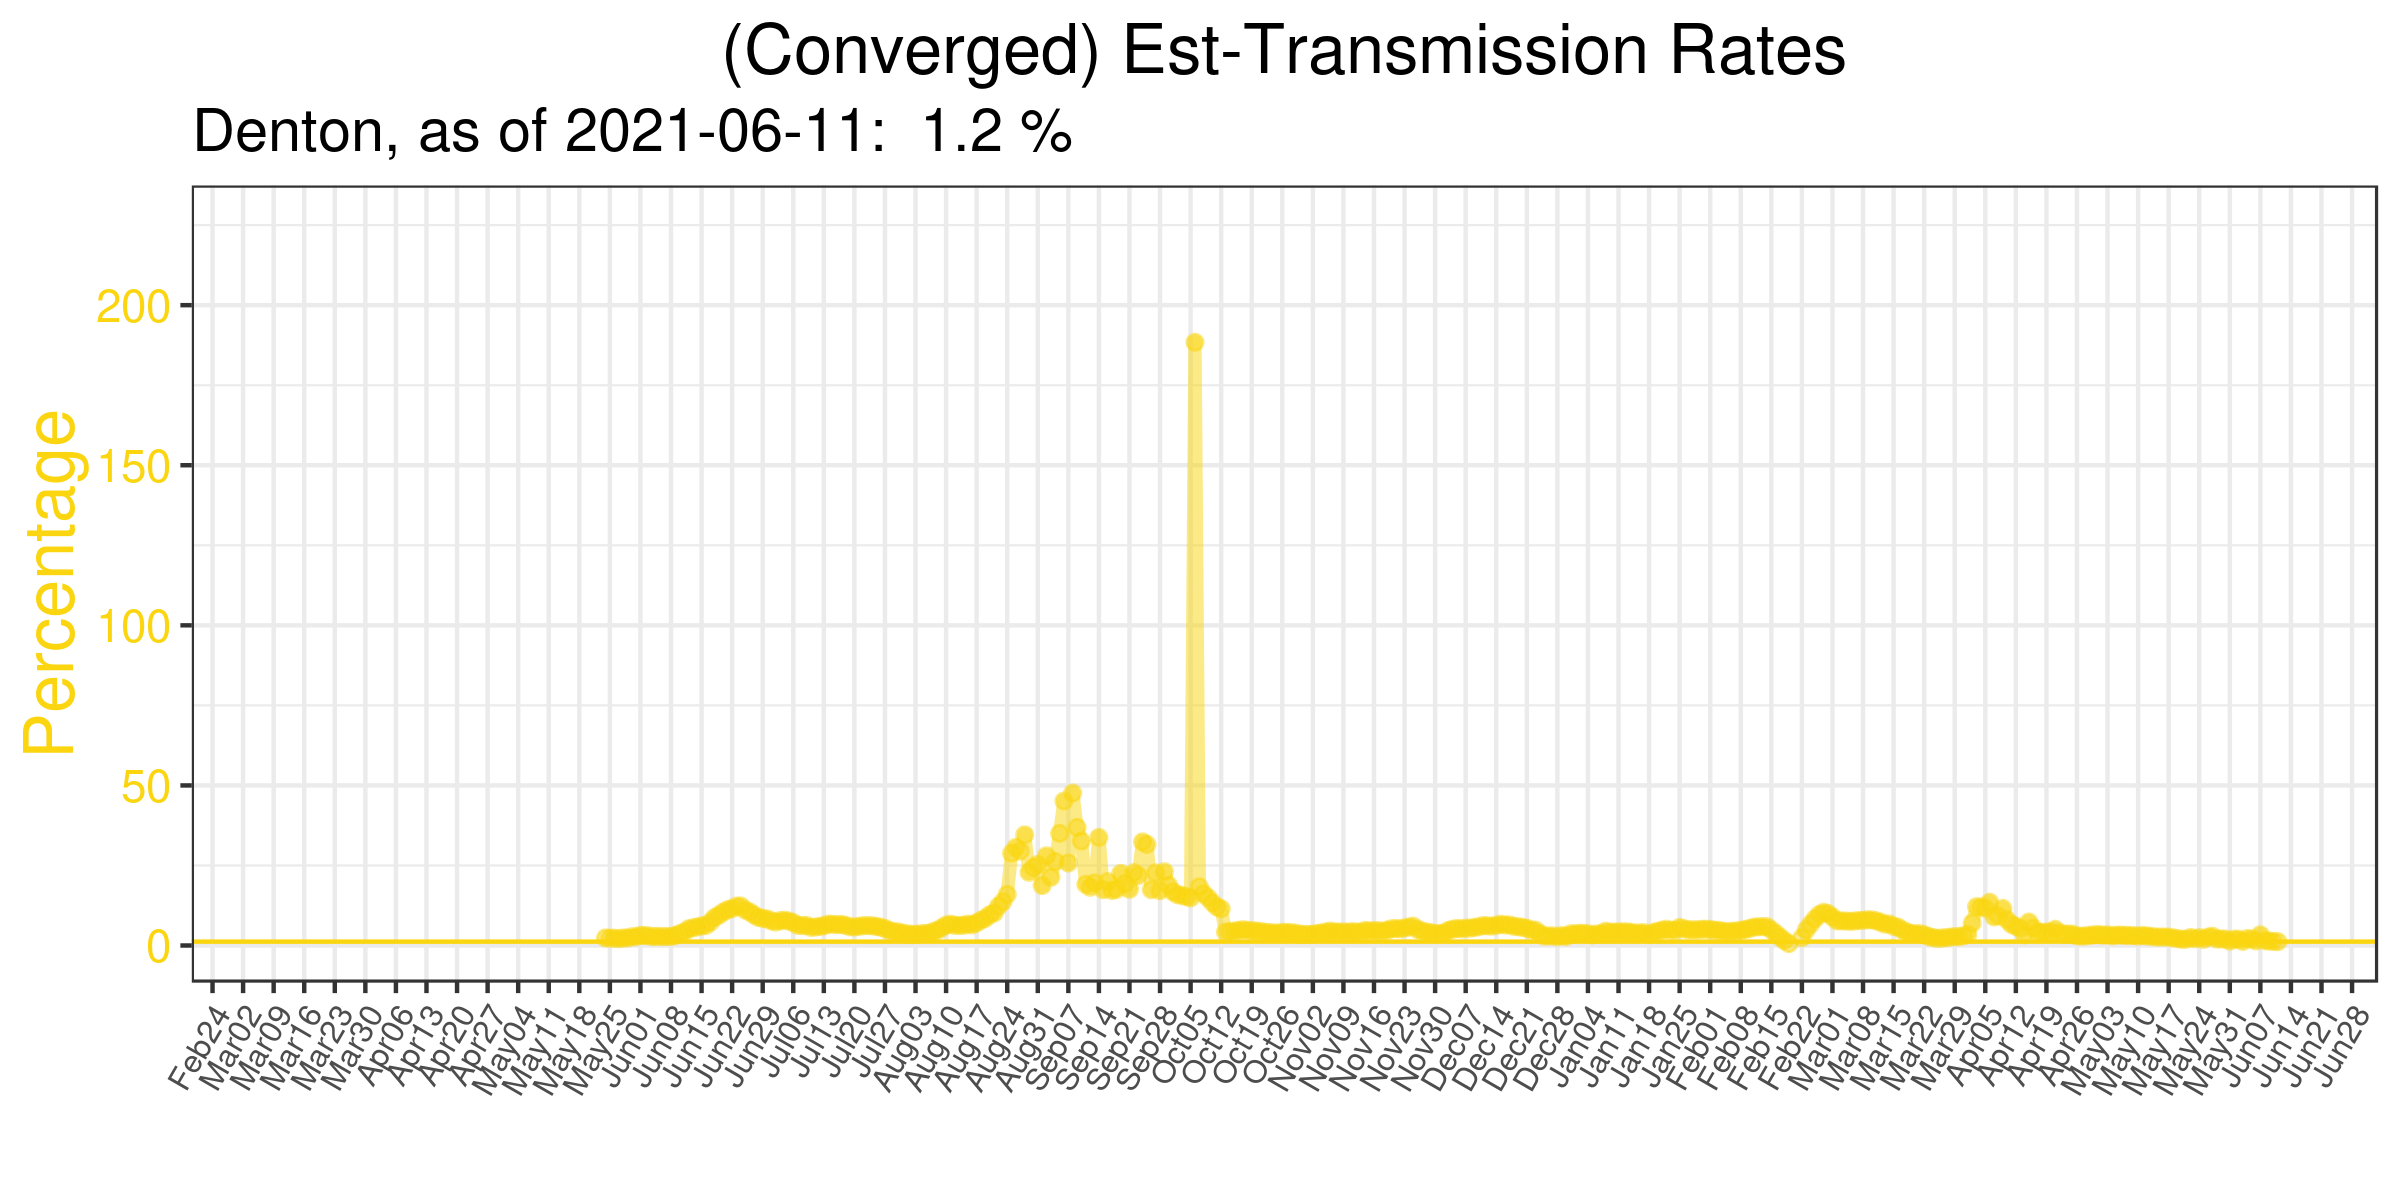 (Converged) Est-Transmission Rates
Denton, as of 2021-06-11:  1.2 %
Percentage
200
150
100
50
0
Feb24
Mar02
Mar09
Mar16
Mar23
Mar30
Apr06
Apr13
Apr20
Apr27
May04
May11
May18
May25
Jun01
Jun08
Jun15
Jun22
Jun29
Jul06
Jul13
Jul20
Jul27
Aug03
Aug10
Aug17
Aug24
Aug31
Sep07
Sep14
Sep21
Sep28
Oct05
Oct12
Oct19
Oct26
Nov02
Nov09
Nov16
Nov23
Nov30
Dec07
Dec14
Dec21
Dec28
Jan04
Jan11
Jan18
Jan25
Feb01
Feb08
Feb15
Feb22
Mar01
Mar08
Mar15
Mar22
Mar29
Apr05
Apr12
Apr19
Apr26
May03
May10
May17
May24
May31
Jun07
Jun14
Jun21
Jun28